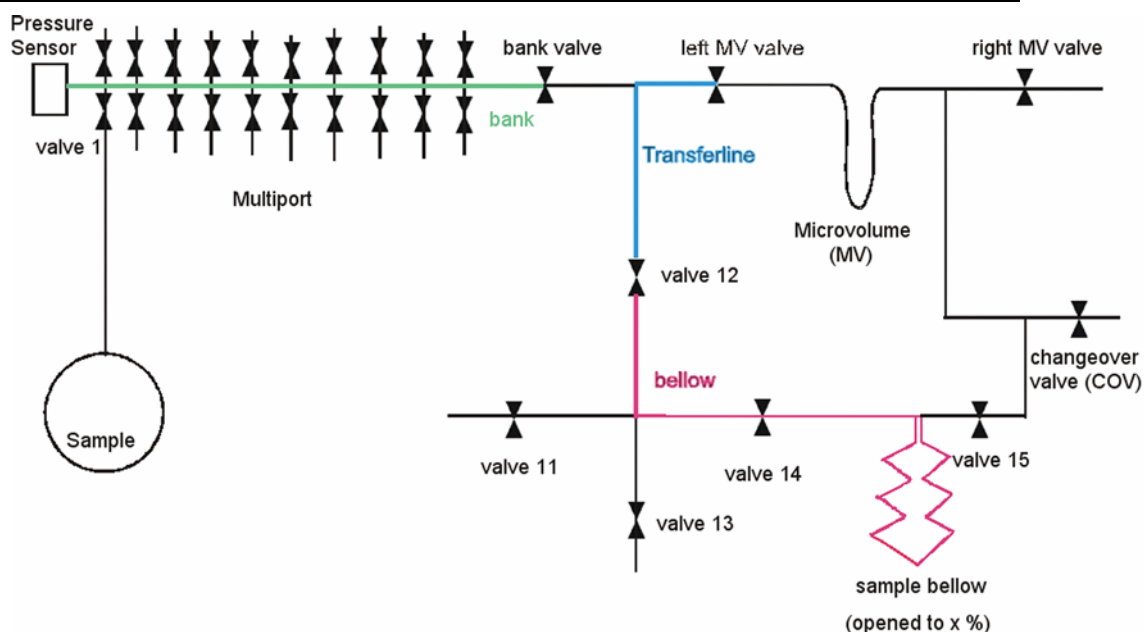 Pressure
Sensor
bank valve
left MV valve
right MV valve
bank
valve 1
Transferline
Multiport
Microvolume
(MV)
valve 12
changeover
valve (COV)
bellow
Sample
valve 11
valve 14
valve 15
valve 13
sample bellow
(opened to x %)